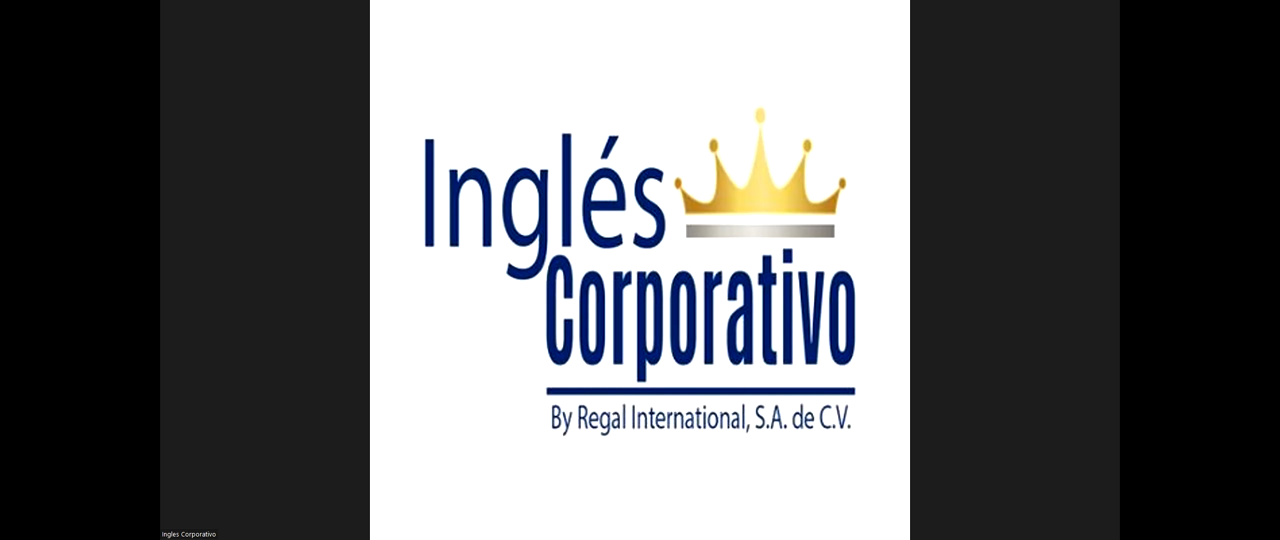 Inglés
Corporativo
By Regal International, S.A. de C.V.
Ingles Corporativo